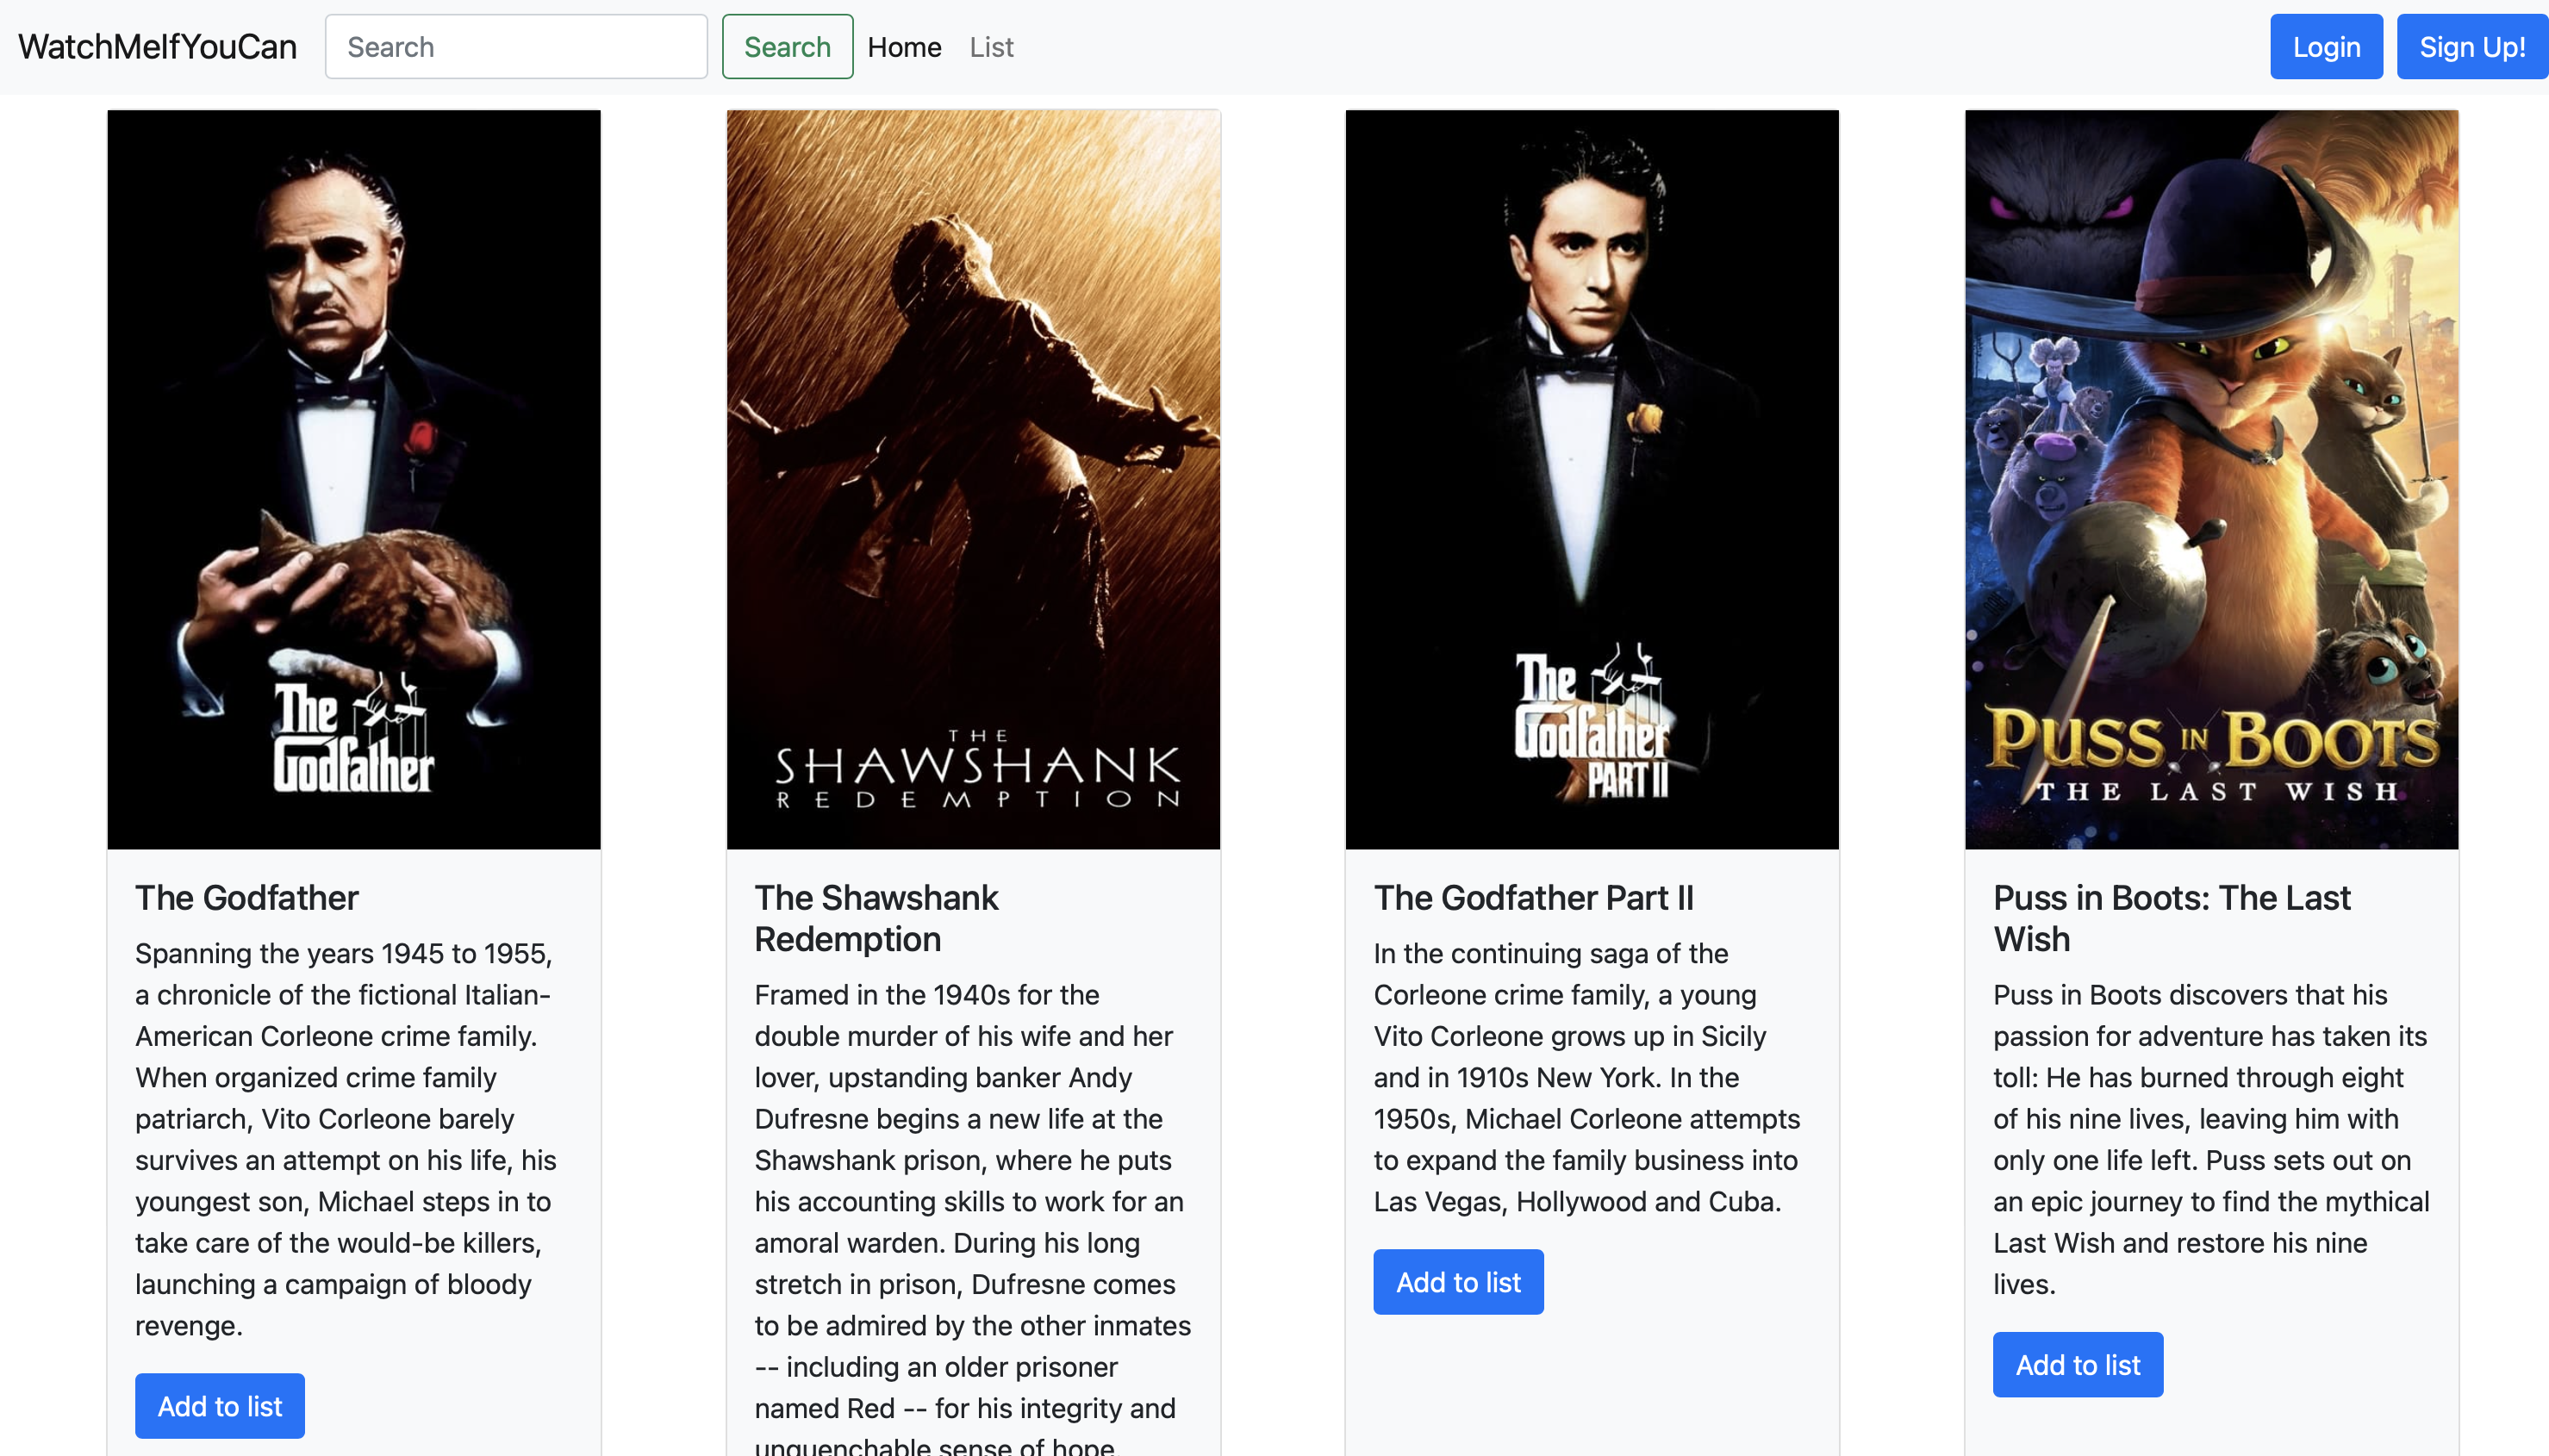 WatchMeIfYouCan
Search
Search
Home
List
Login
Sign Up!
The
Godfather
THE
SHAWSHANK
REDEMPTION
The
Godfather
PART II
PUSS IN BOOTS
THE LAST WISH
The Godfather
Spanning the years 1945 to 1955,
a chronicle of the fictional Italian-
American Corleone crime family.
When organized crime family
patriarch, Vito Corleone barely
survives an attempt on his life, his
youngest son, Michael steps in to
take care of the would-be killers,
launching a campaign of bloody
revenge.
Add to list
The Shawshank
Redemption
Framed in the 1940s for the
double murder of his wife and her
lover, upstanding banker Andy
Dufresne begins a new life at the
Shawshank prison, where he puts
his accounting skills to work for an
amoral warden. During his long
stretch in prison, Dufresne comes
to be admired by the other inmates
-- including an older prisoner
named Red -- for his integrity and
unquenchable sense of hope.
The Godfather Part II
In the continuing saga of the
Corleone crime family, a young
Vito Corleone grows up in Sicily
and in 1910s New York. In the
1950s, Michael Corleone attempts
to expand the family business into
Las Vegas, Hollywood and Cuba.
Add to list
Puss in Boots: The Last
Wish
Puss in Boots discovers that his
passion for adventure has taken its
toll: He has burned through eight
of his nine lives, leaving him with
only one life left. Puss sets out on
an epic journey to find the mythical
Last Wish and restore his nine
lives.
Add to list